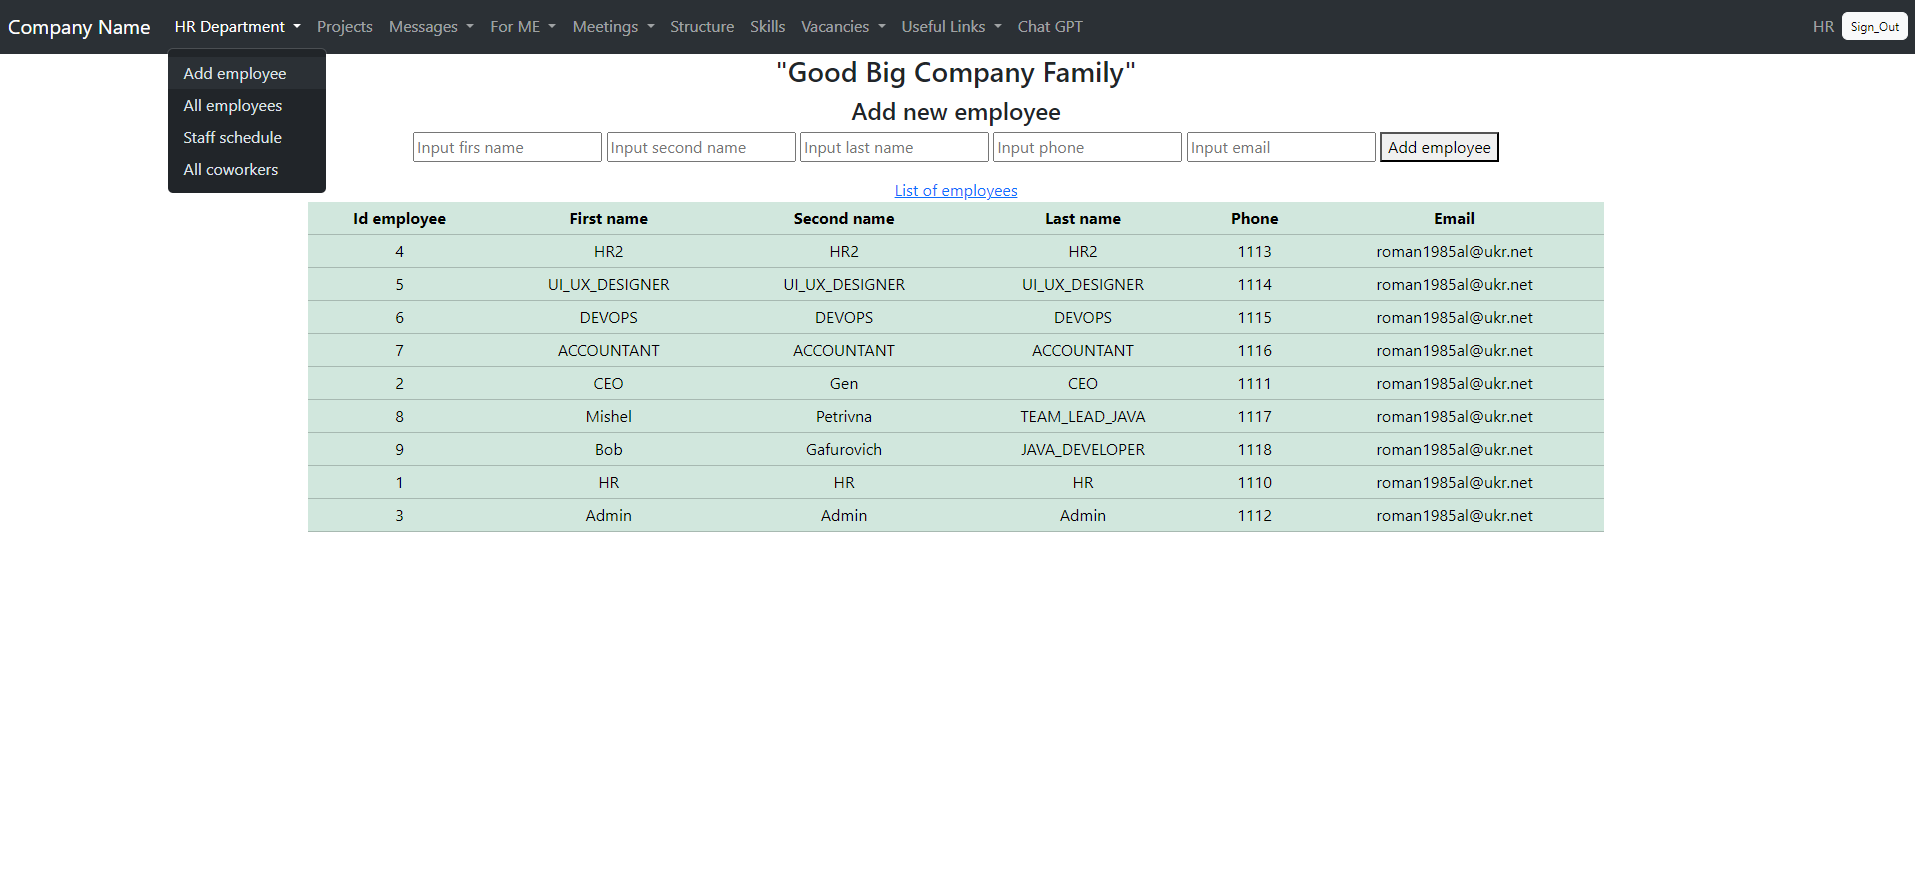 Company Name HR Department Projects Messages For ME Meetings Structure Skills Vacancies Useful Links Chat GPT HR Sign_Out
Add employee
All employees
Staff schedule
All coworkers
"Good Big Company Family"
Add new employee
Input firs name Input second name Input last name Input phone Input email Add employee
List of employees
Id employee First name Second name Last name Phone Email
4 HR2 HR2 HR2 1113 roman1985al@ukr.net
5 UI_UX_DESIGNER UI_UX_DESIGNER UI_UX_DESIGNER 1114 roman1985al@ukr.net
6 DEVOPS DEVOPS DEVOPS 1115 roman1985al@ukr.net
7 ACCOUNTANT ACCOUNTANT ACCOUNTANT 1116 roman1985al@ukr.net
2 CEO Gen CEO 1111 roman1985al@ukr.net
8 Mishel Petrivna TEAM_LEAD_JAVA 1117 roman1985al@ukr.net
9 Bob Gafurovich JAVA_DEVELOPER 1118 roman1985al@ukr.net
1 HR HR HR 1110 roman1985al@ukr.net
3 Admin Admin Admin 1112 roman1985al@ukr.net